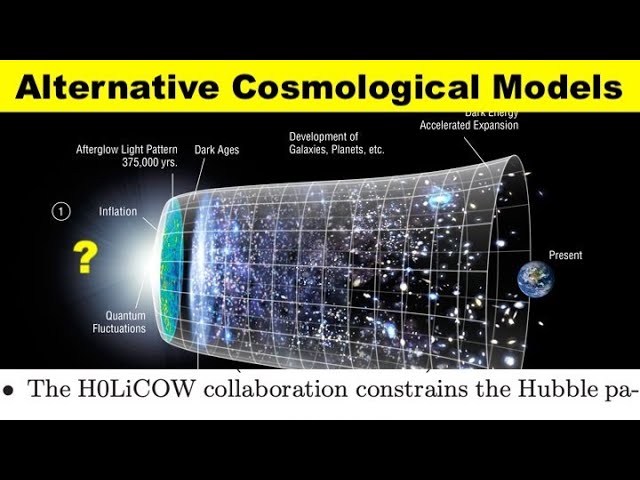 Alternative Cosmological Models
Dark Energy
Accelerated Expansion
Development of
Galaxies, Planets, etc.
Afterglow Light Pattern
375,000 yrs.
Dark Ages
1
Inflation
?
Present
Quantum
Fluctuations
• The H0LiCOW collaboration constrains the Hubble pa-